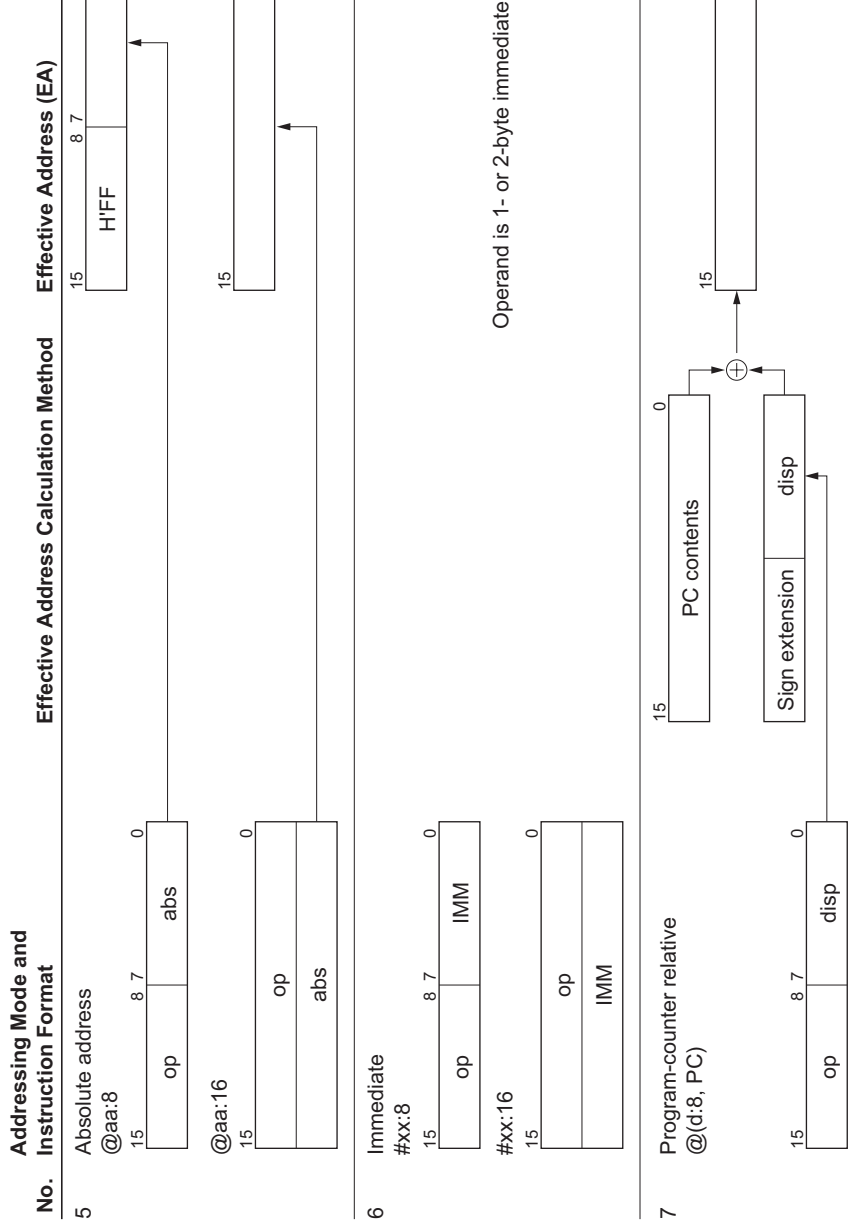 Addressing Mode and
No. Instruction Format Effective Address Calculation Method Effective Address (EA)
5 Absolute address
@aa:8
15 8 7 0 15 8 7
op abs H'FF
@aa:16
15 0 15
op
abs
6 Immediate
#xx:8
15 8 7 0
op IMM
Operand is 1- or 2-byte immediate
#xx:16
15 0
op
IMM
7 Program-counter relative
@(d:8, PC)
15 0 15
PC contents
Sign extension disp
15 8 7 0
op disp